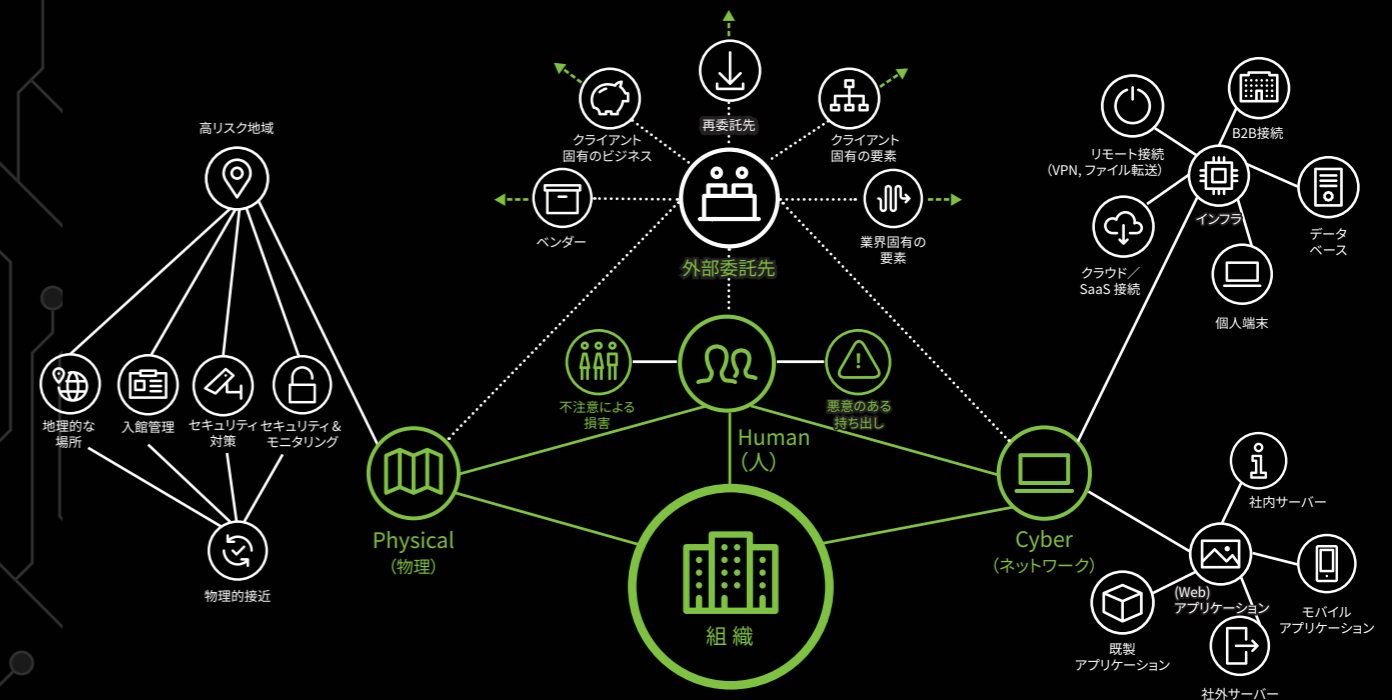 高リスク地域
地理的な
場所
入館管理
セキュリティ
対策
セキュリティ&
モニタリング
物理的接近
クライアント
固有のビジネス
再委託先
クライアント
固有の要素
ベンダー
外部委託先
業界固有の
要素
不注意による
損害
悪意のある
持ち出し
Human
（人）
Physical
（物理）
Cyber
（ネットワーク）
組 織
リモート接続
（VPN, ファイル転送）
B2B接続
インフラ
データ
ベース
クラウド／
SaaS 接続
個人端末
社内サーバー
(Web)
アプリケーション
モバイル
アプリケーション
既製
アプリケーション
社外サーバー